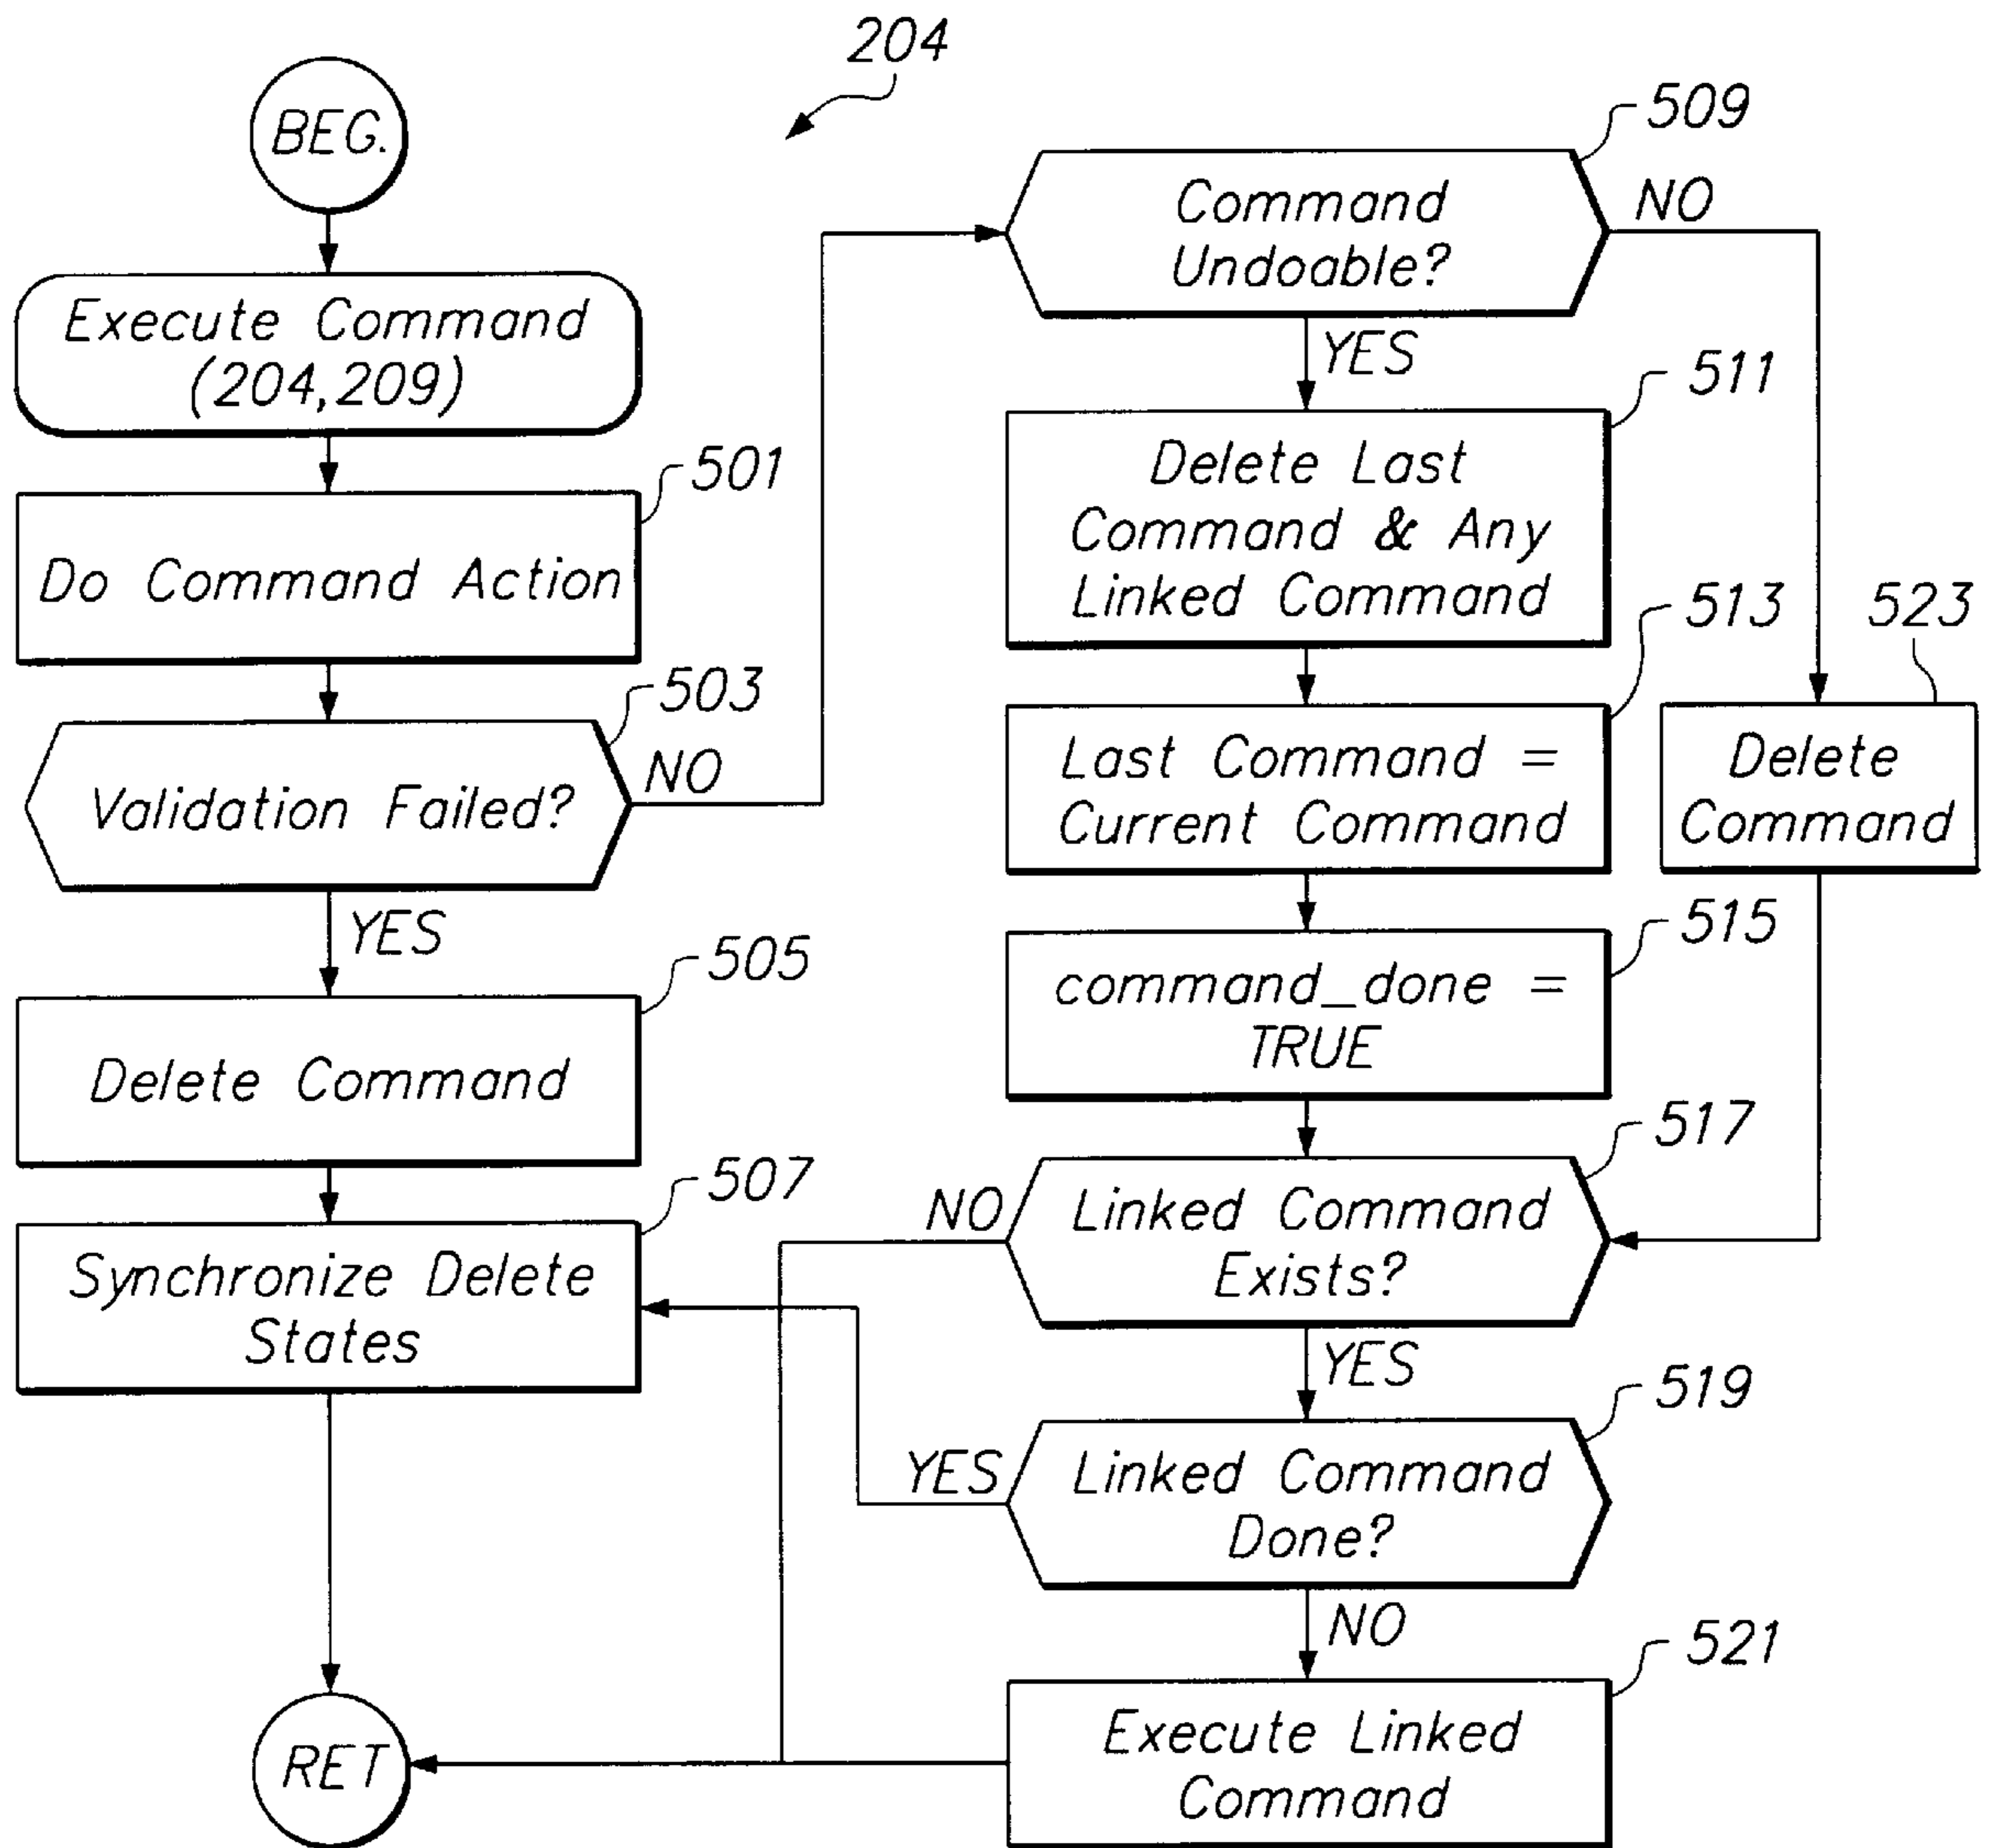 204
BEG.
Execute Command
(204,209)
501
Do Command Action
503
Validation Failed?
NO
YES
505
Delete Command
507
Synchronize Delete
States
RET
509
Command
Undoable?
NO
YES
511
Delete Last
Command & Any
Linked Command
513
Last Command =
Current Command
523
Delete
Command
515
command_done =
TRUE
517
Linked Command
Exists?
NO
YES
519
Linked Command
Done?
YES
NO
521
Execute Linked
Command